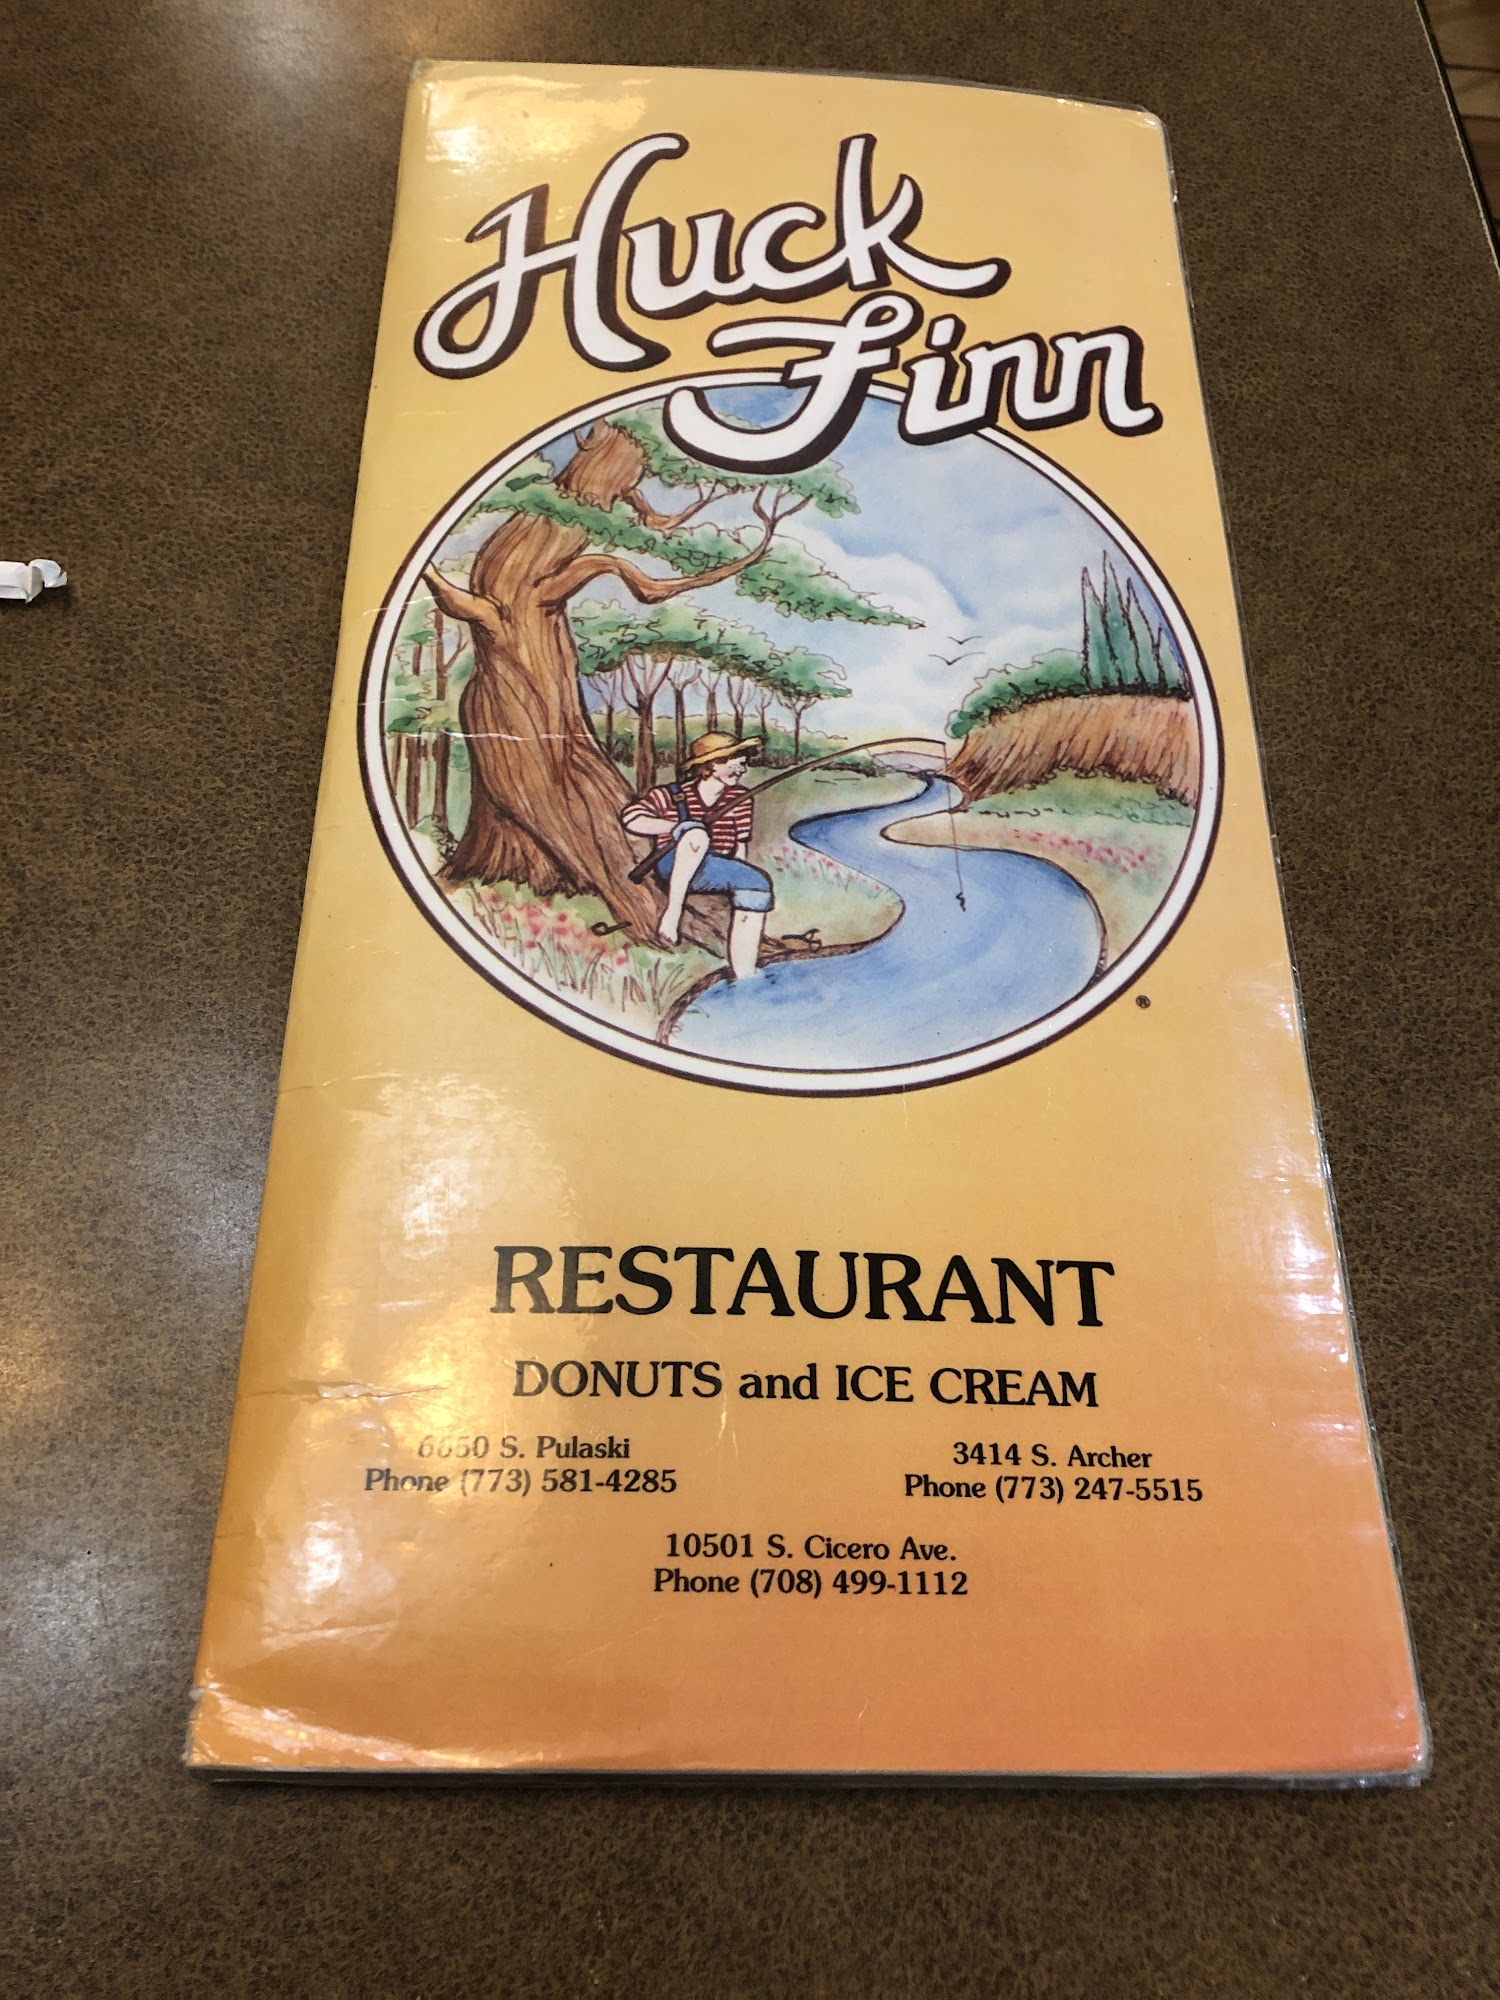 Huck
Finn
®
RESTAURANT
DONUTS and ICE CREAM
6650 S. Pulaski
Phone (773) 581-4285
3414 S. Archer
Phone (773) 247-5515
10501 S. Cicero Ave.
Phone (708) 499-1112